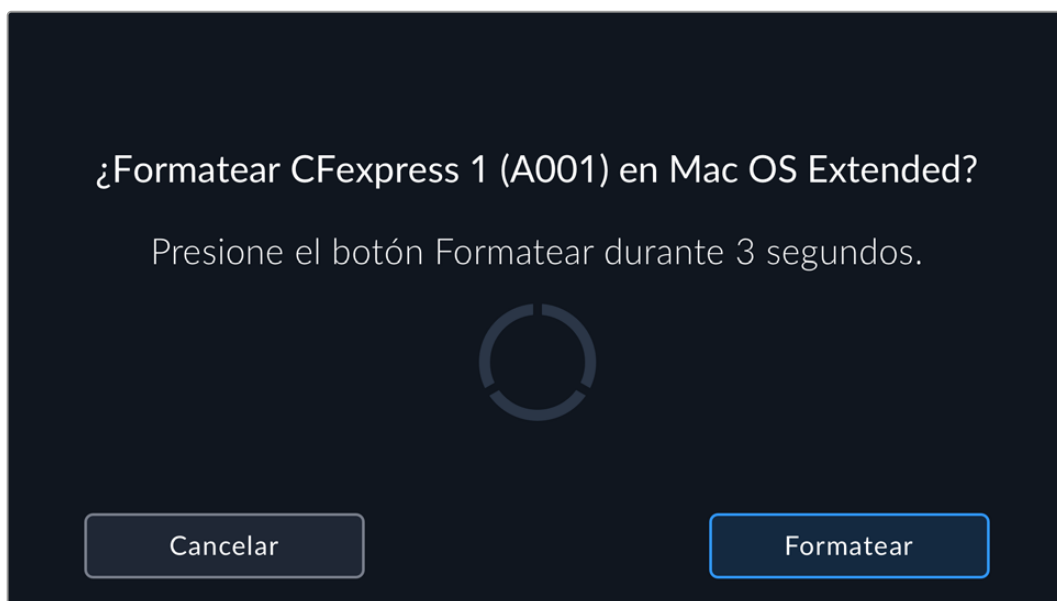 ¿Formatear CFexpress 1 (A001) en Mac OS Extended?
Presione el botón Formatear durante 3 segundos.
Cancelar
Formatear